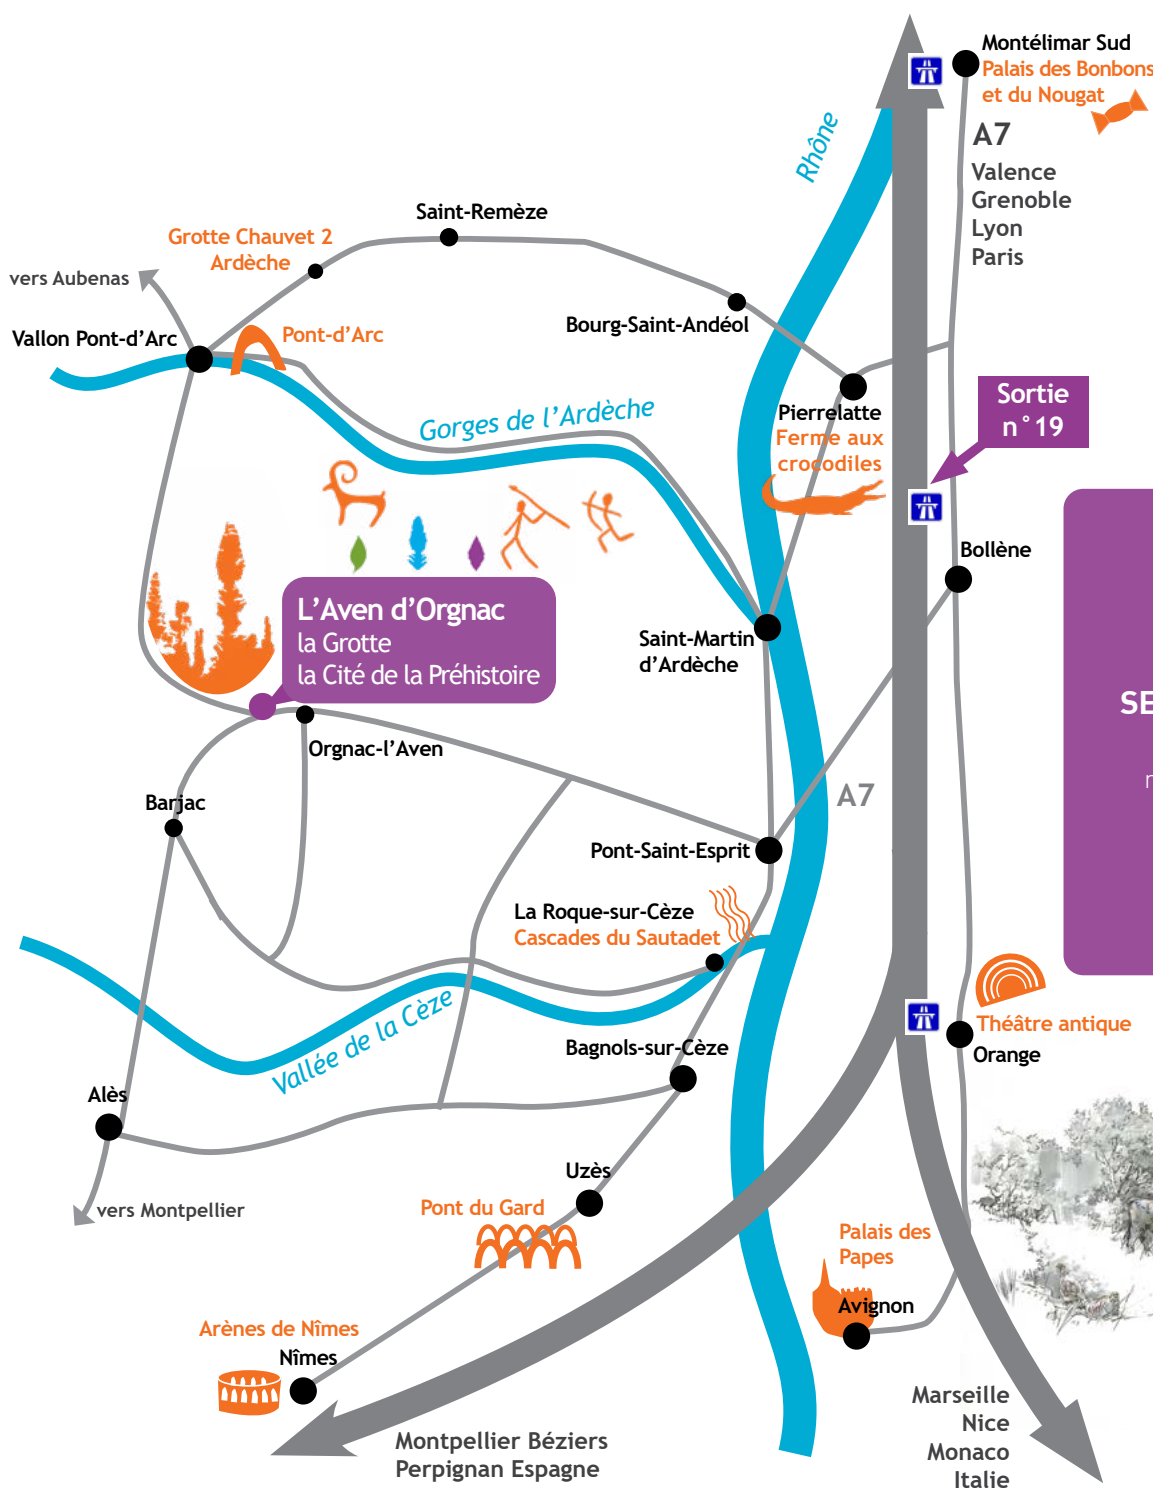 Montélimar Sud
Palais des Bonbons
et du Nougat
A7
Valence
Grenoble
Lyon
Paris
Rhône
Saint-Remèze
Grotte Chauvet 2
Ardèche
vers Aubenas
Vallon Pont-d’Arc
Pont-d’Arc
Bourg-Saint-Andéol
Pierrelatte
Ferme aux
crocodiles
Sortie
n°19
Gorges de l’Ardèche
Bollène
L’Aven d’Orgnac
la Grotte
la Cité de la Préhistoire
Saint-Martin
d’Ardèche
SE
Orgnac-l’Aven
A7
Barjac
Pont-Saint-Esprit
La Roque-sur-Cèze
Cascades du Sautadet
Vallée de la Cèze
Théâtre antique
Orange
Bagnols-sur-Cèze
Alès
vers Montpellier
Uzès
Pont du Gard
Palais des
Papes
Avignon
Arènes de Nîmes
Nîmes
Montpellier Béziers
Perpignan Espagne
Marseille
Nice
Monaco
Italie